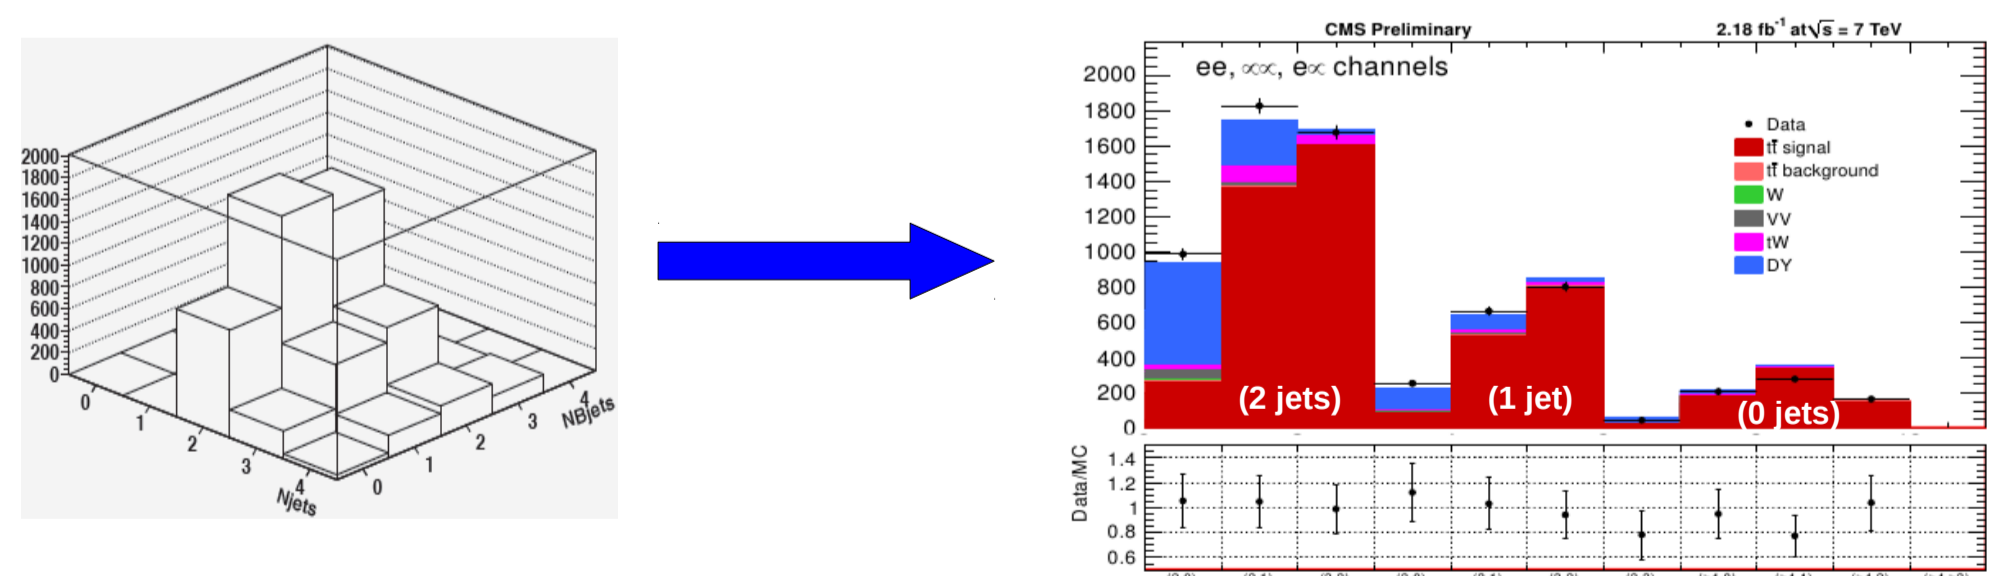 2000
1800
1600
1400
1200
1000
800
600
400
200
0
0
1
2
3
4
Njets
0
1
2
3
4
NBjets
CMS Preliminary
2.18 fb⁻¹ at √s = 7 TeV
ee, ∝∝, e∝ channels
2000
1800
1600
1400
1200
1000
800
600
400
200
0
Data
tt̄ signal
tt̄ background
W
VV
tW
DY
(2 jets)
(1 jet)
(0 jets)
Data/MC
1.4
1.2
1
0.8
0.6